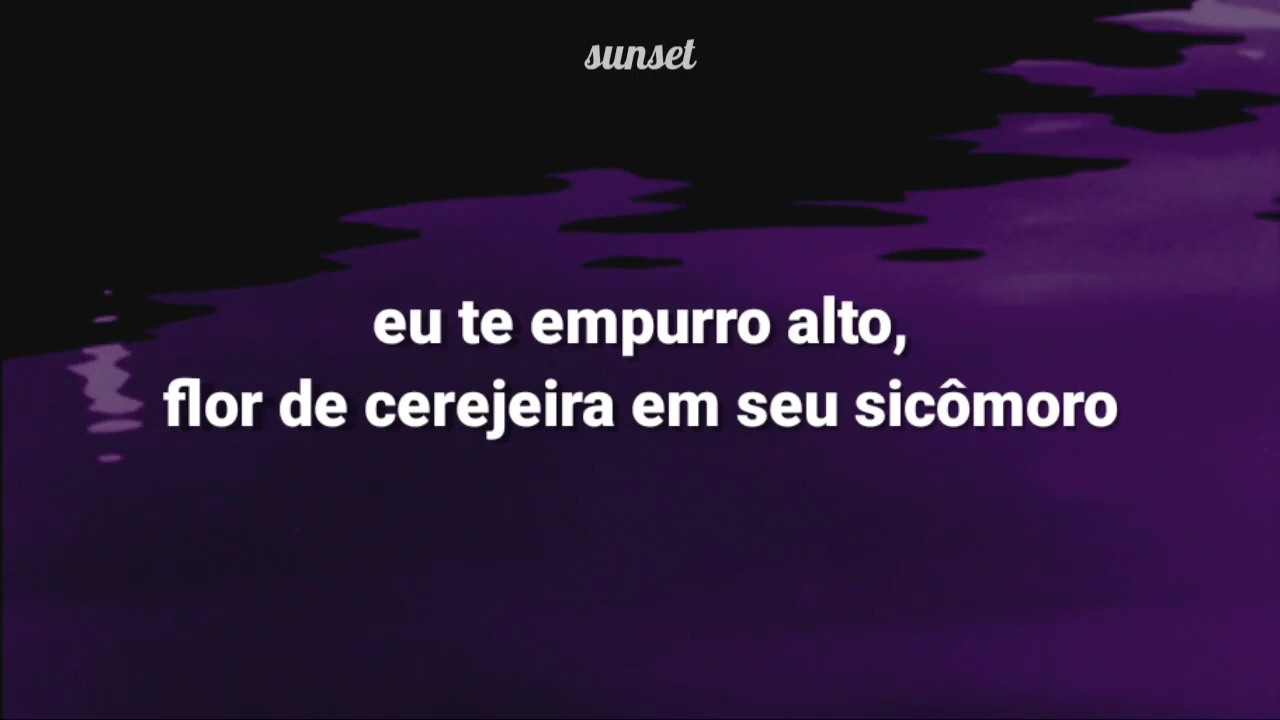 sunset
eu te empurro alto,
flor de cerejeira em seu sicômoro